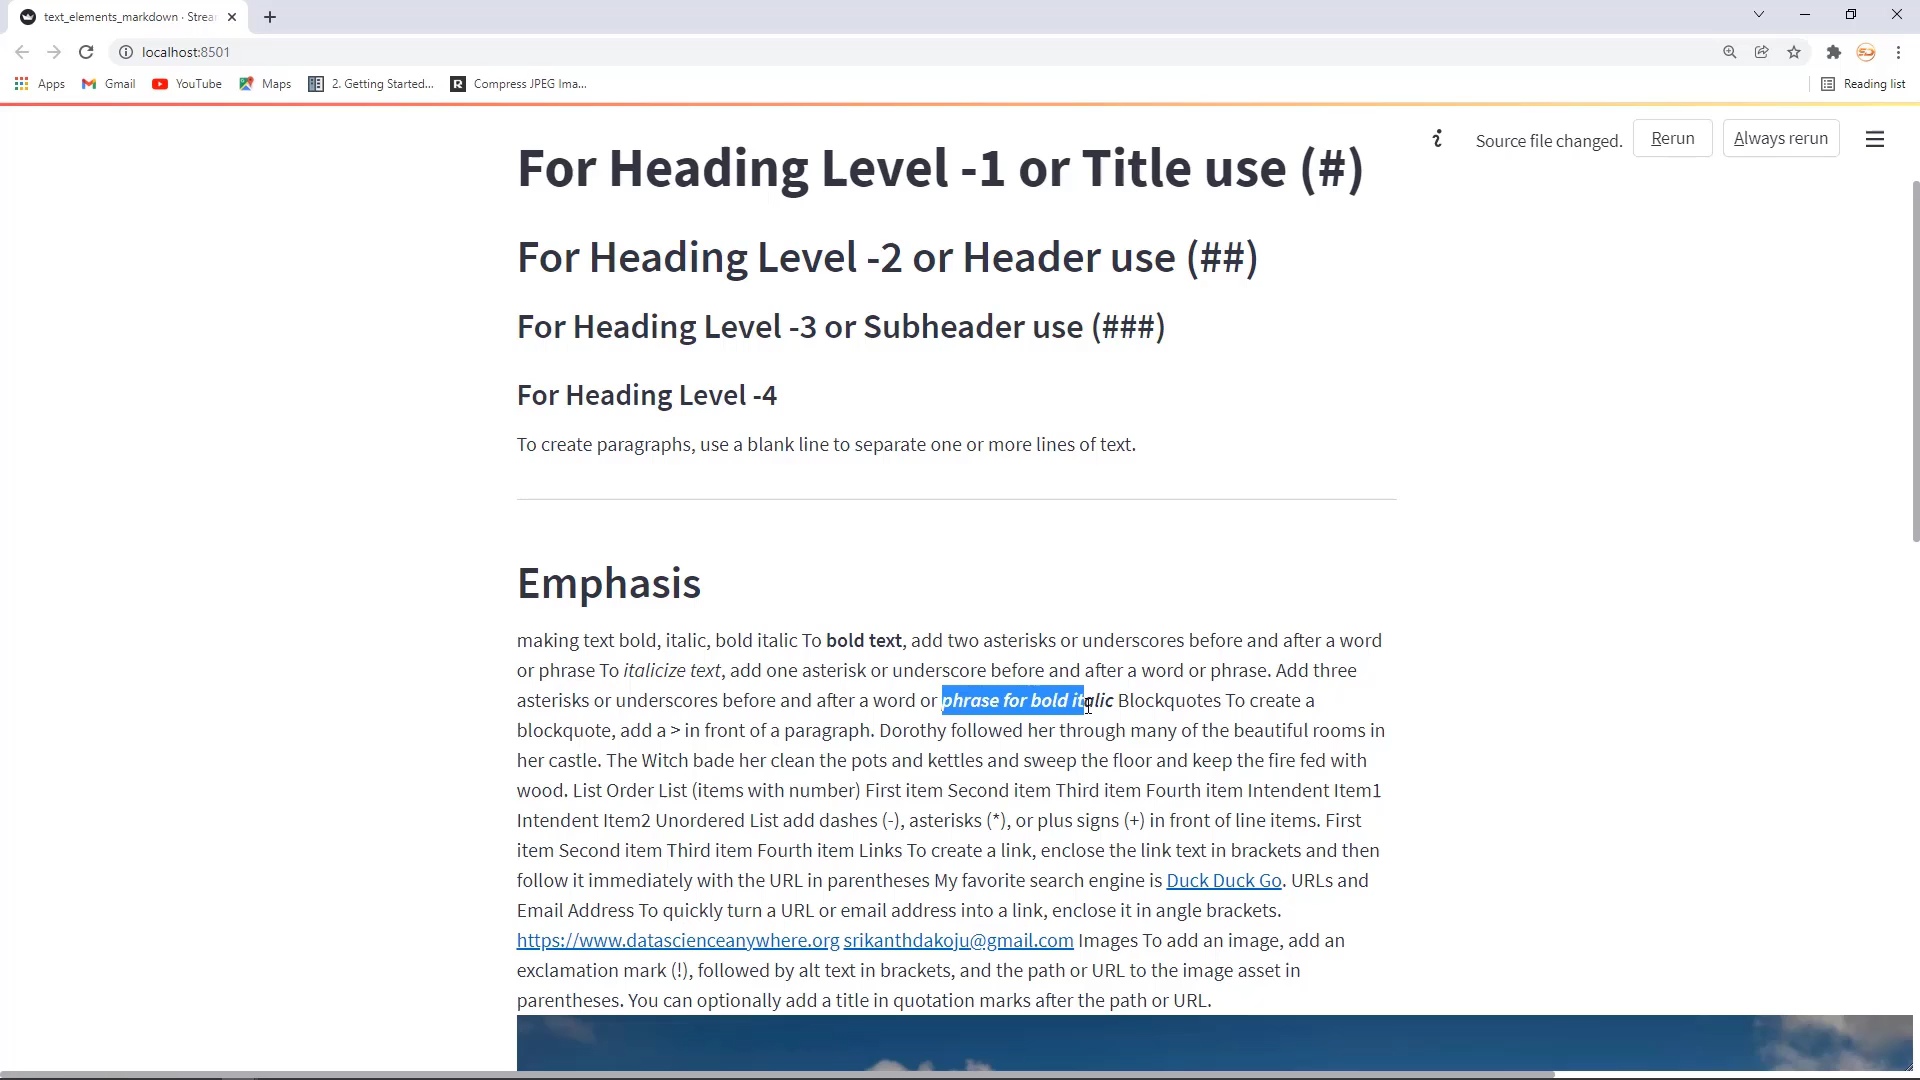 text_elements_markdown · Strea
localhost:8501
Apps Gmail YouTube Maps 2. Getting Started... Compress JPEG Ima... Reading list
Source file changed. Rerun Always rerun
For Heading Level -1 or Title use (#)
For Heading Level -2 or Header use (##)
For Heading Level -3 or Subheader use (###)
For Heading Level -4
To create paragraphs, use a blank line to separate one or more lines of text.
Emphasis
making text bold, italic, bold italic To bold text, add two asterisks or underscores before and after a word
or phrase To italicize text, add one asterisk or underscore before and after a word or phrase. Add three
asterisks or underscores before and after a word or phrase for bold italic Blockquotes To create a
blockquote, add a > in front of a paragraph. Dorothy followed her through many of the beautiful rooms in
her castle. The Witch bade her clean the pots and kettles and sweep the floor and keep the fire fed with
wood. List Order List (items with number) First item Second item Third item Fourth item Intendent Item1
Intendent Item2 Unordered List add dashes (-), asterisks (*), or plus signs (+) in front of line items. First
item Second item Third item Fourth item Links To create a link, enclose the link text in brackets and then
follow it immediately with the URL in parentheses My favorite search engine is Duck Duck Go. URLs and
Email Address To quickly turn a URL or email address into a link, enclose it in angle brackets.
https://www.datascienceanywhere.org srikanthdakoju@gmail.com Images To add an image, add an
exclamation mark (!), followed by alt text in brackets, and the path or URL to the image asset in
parentheses. You can optionally add a title in quotation marks after the path or URL.